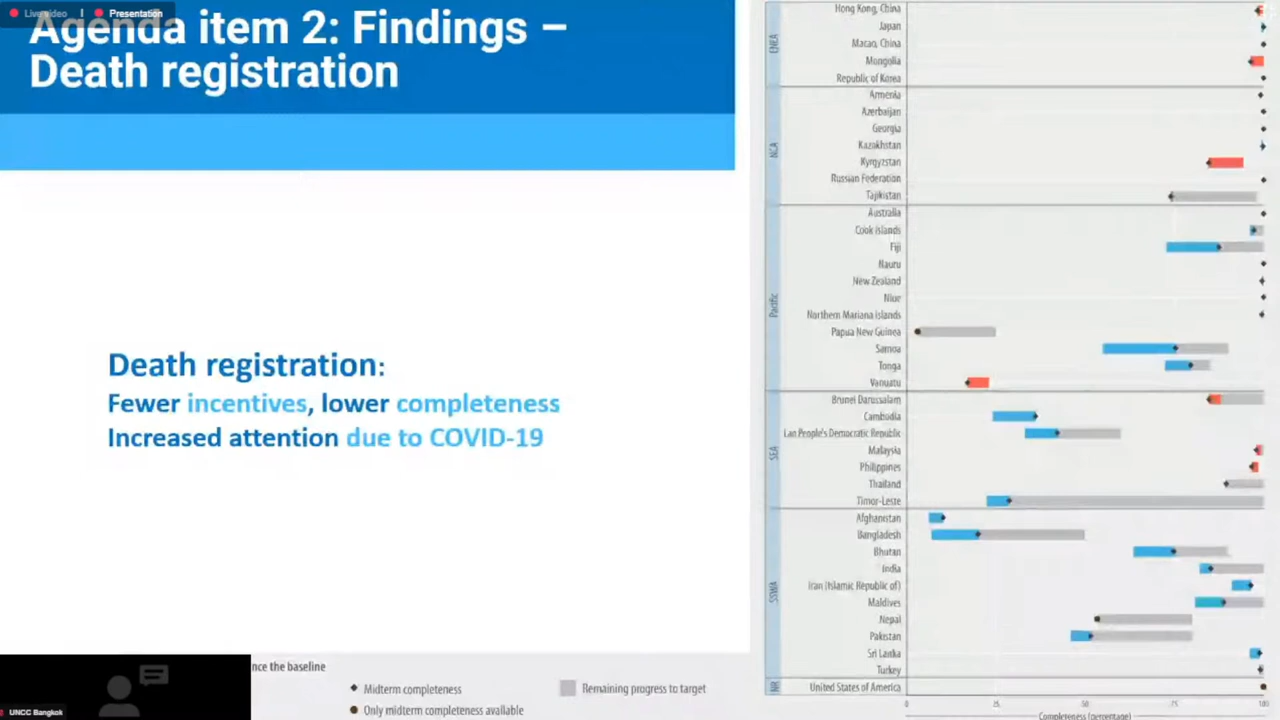 Live video
Presentation
Agenda item 2: Findings –
Death registration
Death registration:
Fewer incentives, lower completeness
Increased attention due to COVID-19
UNCC Bangkok
nce the baseline
Midterm completeness
Only midterm completeness available
Remaining progress to target
ENEA
Hong Kong, China
Japan
Macao, China
Mongolia
Republic of Korea
NCA
Armenia
Azerbaijan
Georgia
Kazakhstan
Kyrgyzstan
Russian Federation
Tajikistan
Pacific
Australia
Cook Islands
Fiji
Nauru
New Zealand
Niue
Northern Mariana Islands
Papua New Guinea
Samoa
Tonga
Vanuatu
SEA
Brunei Darussalam
Cambodia
Lao People's Democratic Republic
Malaysia
Philippines
Thailand
Timor-Leste
SSWA
Afghanistan
Bangladesh
Bhutan
India
Iran (Islamic Republic of)
Maldives
Nepal
Pakistan
Sri Lanka
Turkey
NR
United States of America
0 25 50 75 100
Completeness (percentage)